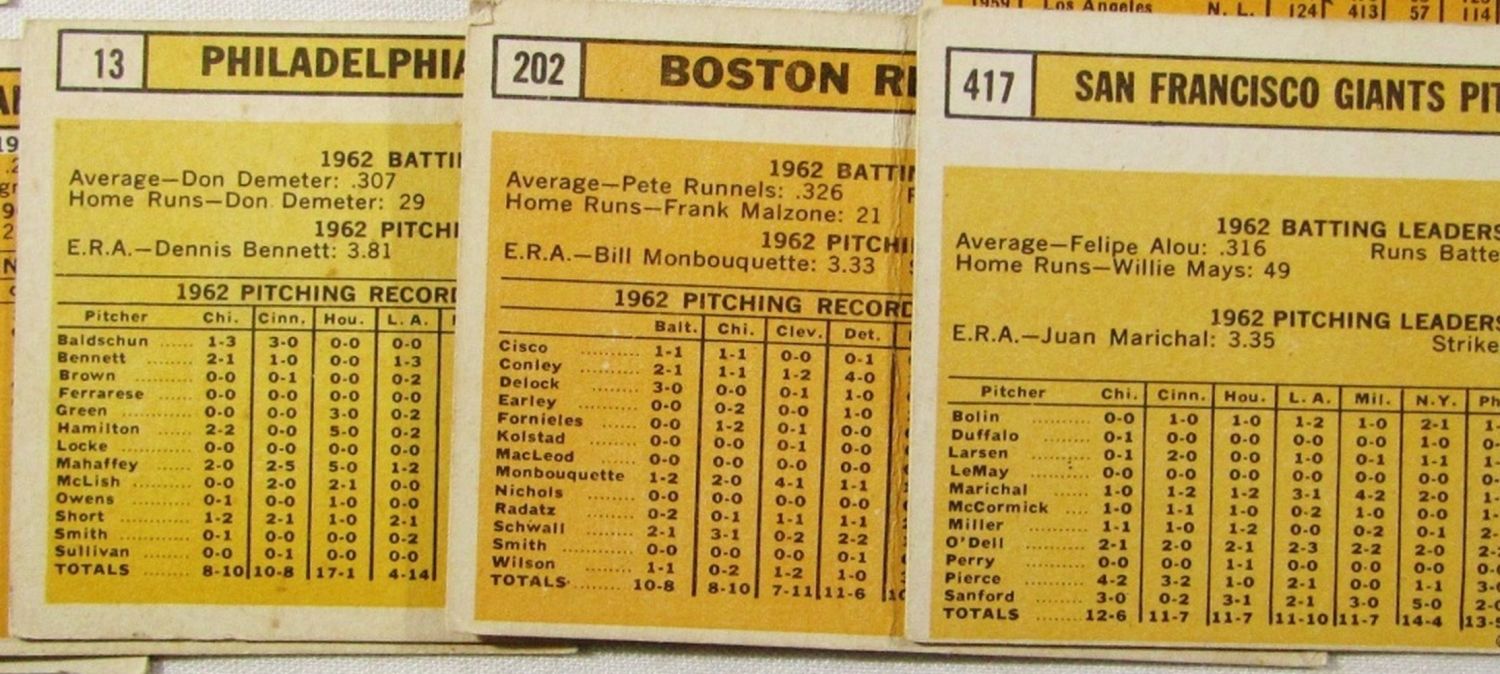 1959 Los Angeles N. L. 124 413 57 114
13 PHILADELPHIA
1962 BATTI
Average—Don Demeter: .307
Home Runs—Don Demeter: 29
1962 PITCHI
E.R.A.—Dennis Bennett: 3.81
1962 PITCHING RECOR
Pitcher Chi. Cinn. Hou. L. A.
Baldschun ...... 1-3 3-0 0-0 0-0
Bennett ...... 2-1 1-0 0-0 1-3
Brown ...... 0-0 0-1 0-0 0-2
Ferrarese ...... 0-0 0-0 0-0 0-0
Green ...... 0-0 0-0 3-0 0-2
Hamilton ...... 2-2 0-0 5-0 0-2
Locke ...... 0-0 0-0 0-0 0-0
Mahaffey ...... 2-0 2-5 5-0 1-2
McLish ...... 0-0 2-0 2-1 0-0
Owens ...... 0-1 0-0 1-0 0-0
Short ...... 1-2 2-1 1-0 2-1
Smith ...... 0-1 0-0 0-0 0-2
Sullivan ...... 0-0 0-1 0-0 0-0
TOTALS ...... 8-10 10-8 17-1 4-14
202 BOSTON R
1962 BATTI
Average—Pete Runnels: .326
Home Runs—Frank Malzone: 21
1962 PITCHI
E.R.A.—Bill Monbouquette: 3.33
1962 PITCHING RECORD
Balt. Chi. Clev. Det.
Cisco ...... 1-1 1-1 0-0 0-1
Conley ...... 2-1 1-1 1-2 4-0
Delock ...... 3-0 0-0 0-1 1-0
Earley ...... 0-0 0-2 0-0 1-0
Fornieles ...... 0-0 1-2 0-1 0-0
Kolstad ...... 0-0 0-0 0-1 0-0
MacLeod ...... 0-0 0-0 0-0 0-0
Monbouquette 1-2 2-0 4-1 1-1
Nichols ...... 0-0 0-0 0-0 0-0
Radatz ...... 0-2 0-1 1-1 1-1
Schwall ...... 2-1 3-1 0-2 2-2
Smith ...... 0-0 0-0 0-0 0-1
Wilson ...... 1-1 0-2 1-2 1-0
TOTALS ...... 10-8 8-10 7-11 11-6
417 SAN FRANCISCO GIANTS PIT
1962 BATTING LEADERS
Average—Felipe Alou: .316 Runs Batte
Home Runs—Willie Mays: 49
1962 PITCHING LEADERS
E.R.A.—Juan Marichal: 3.35 Strike
Pitcher Chi. Cinn. Hou. L. A. Mil. N.Y. Ph
Bolin ...... 0-0 1-0 1-0 1-2 1-0 2-1 1-
Duffalo ...... 0-1 0-0 0-0 0-0 0-0 1-0 0-
Larsen ...... 0-1 2-0 0-0 1-0 0-1 1-1 1-
LeMay ...... 0-0 0-0 0-0 0-0 0-0 0-0 0-
Marichal ...... 1-0 1-2 1-2 3-1 4-2 2-0 1-
McCormick ...... 1-0 1-1 1-0 0-2 1-0 0-0 1-
Miller ...... 1-1 1-0 1-2 0-0 0-2 0-1 2-
O'Dell ...... 2-1 2-0 2-1 2-3 2-2 2-0 2-
Perry ...... 0-0 0-0 1-1 0-0 0-0 0-0 0-
Pierce ...... 4-2 3-2 1-0 2-1 0-0 1-1 3-
Sanford ...... 3-0 0-2 3-1 2-1 3-0 5-0 2-
TOTALS ...... 12-6 11-7 11-7 11-10 11-7 14-4 13-5